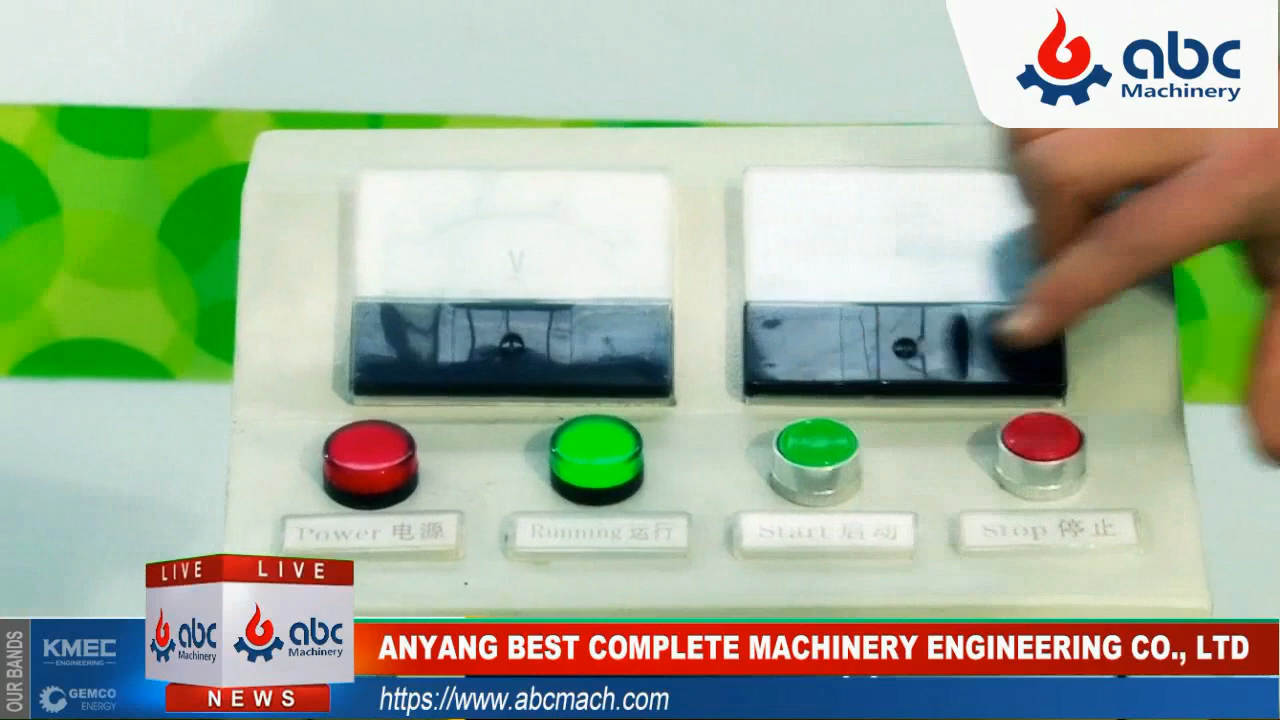 abc
Machinery
V
Power 电源
Running 运行
Start 启动
Stop 停止
LIVE
LIVE
abc
Machinery
abc
Machinery
NEWS
OUR BANDS
KMEC
ENGINEERING
GEMCO
ENERGY
ANYANG BEST COMPLETE MACHINERY ENGINEERING CO., LTD
https://www.abcmach.com